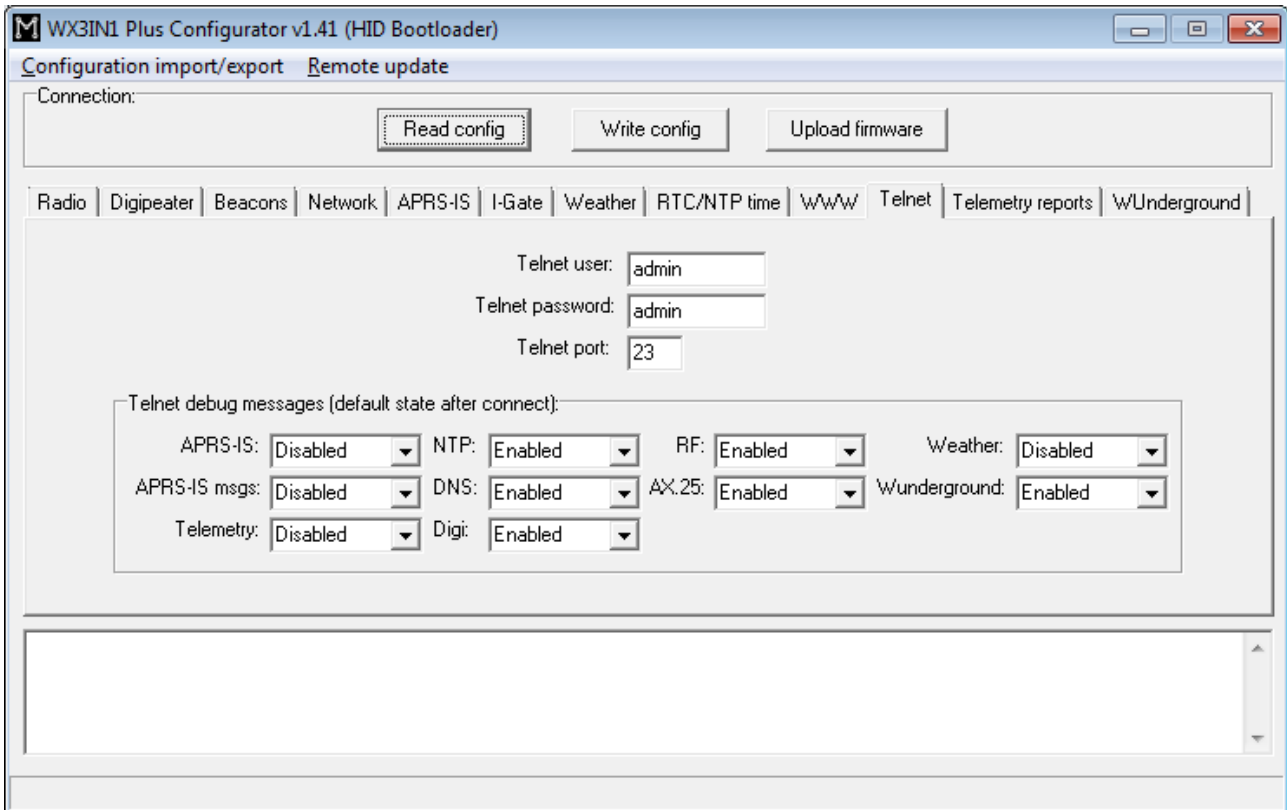 WX3IN1 Plus Configurator v1.41 (HID Bootloader)
Configuration import/export Remote update
Connection:
Read config Write config Upload firmware
Radio Digipeater Beacons Network APRS-IS I-Gate Weather RTC/NTP time WWW Telnet Telemetry reports WUnderground
Telnet user: admin
Telnet password: admin
Telnet port: 23
Telnet debug messages (default state after connect):
APRS-IS: Disabled NTP: Enabled RF: Enabled Weather: Disabled
APRS-IS msgs: Disabled DNS: Enabled AX.25: Enabled Wunderground: Enabled
Telemetry: Disabled Digi: Enabled